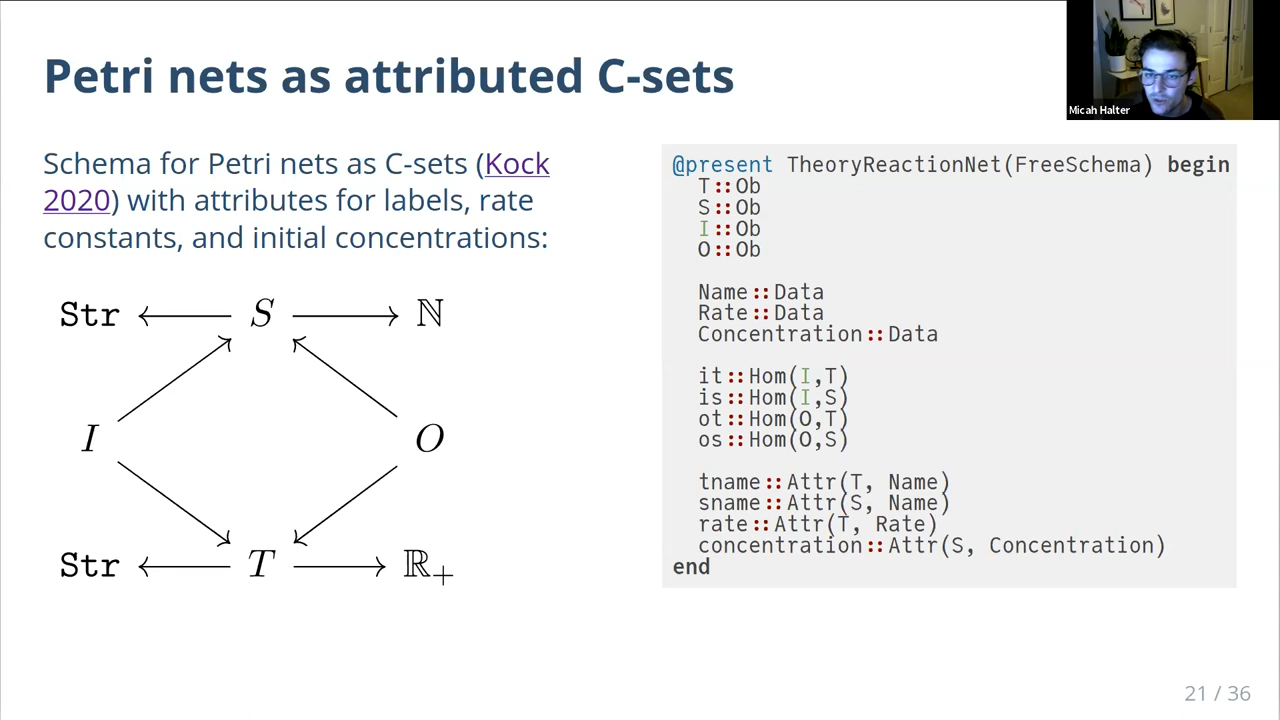 Petri nets as attributed C-sets
Micah Halter
Schema for Petri nets as C-sets (Kock
2020) with attributes for labels, rate
constants, and initial concentrations:
Str S ℕ
I O
Str T ℝ₊
@present TheoryReactionNet(FreeSchema) begin
T::Ob
S::Ob
I::Ob
O::Ob
Name::Data
Rate::Data
Concentration::Data
it::Hom(I,T)
is::Hom(I,S)
ot::Hom(O,T)
os::Hom(O,S)
tname::Attr(T, Name)
sname::Attr(S, Name)
rate::Attr(T, Rate)
concentration::Attr(S, Concentration)
end
21 / 36